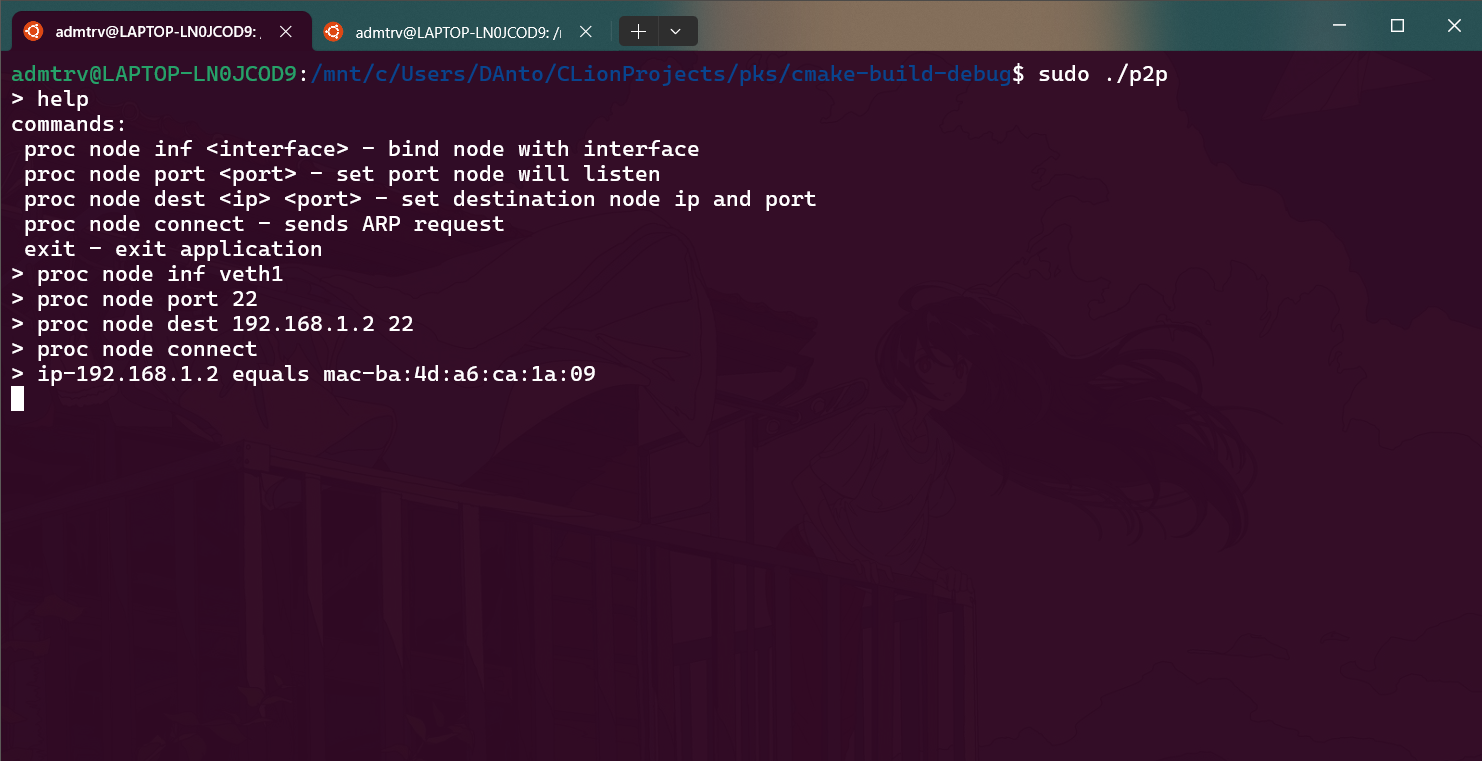 admtrv@LAPTOP-LN0JCOD9: 
admtrv@LAPTOP-LN0JCOD9: /
admtrv@LAPTOP-LN0JCOD9:/mnt/c/Users/DAnto/CLionProjects/pks/cmake-build-debug$ sudo ./p2p
> help
commands:
 proc node inf <interface> - bind node with interface
 proc node port <port> - set port node will listen
 proc node dest <ip> <port> - set destination node ip and port
 proc node connect - sends ARP request
 exit - exit application
> proc node inf veth1
> proc node port 22
> proc node dest 192.168.1.2 22
> proc node connect
> ip-192.168.1.2 equals mac-ba:4d:a6:ca:1a:09